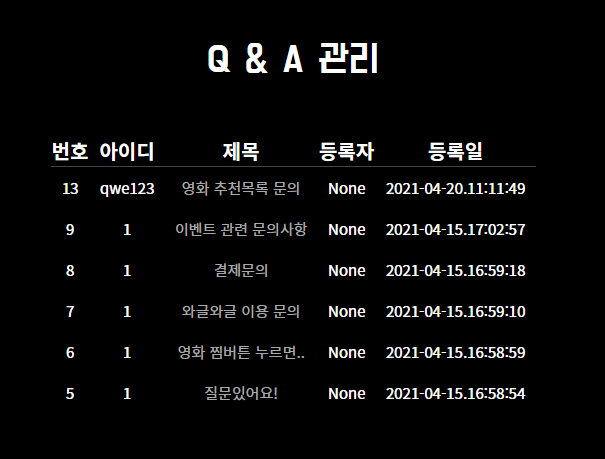 Q & A 관리
번호 아이디 제목 등록자 등록일
13 qwe123 영화 추천목록 문의 None 2021-04-20.11:11:49
9 1 이벤트 관련 문의사항 None 2021-04-15.17:02:57
8 1 결제문의 None 2021-04-15.16:59:18
7 1 와글와글 이용 문의 None 2021-04-15.16:59:10
6 1 영화 찜버튼 누르면.. None 2021-04-15.16:58:59
5 1 질문있어요! None 2021-04-15.16:58:54